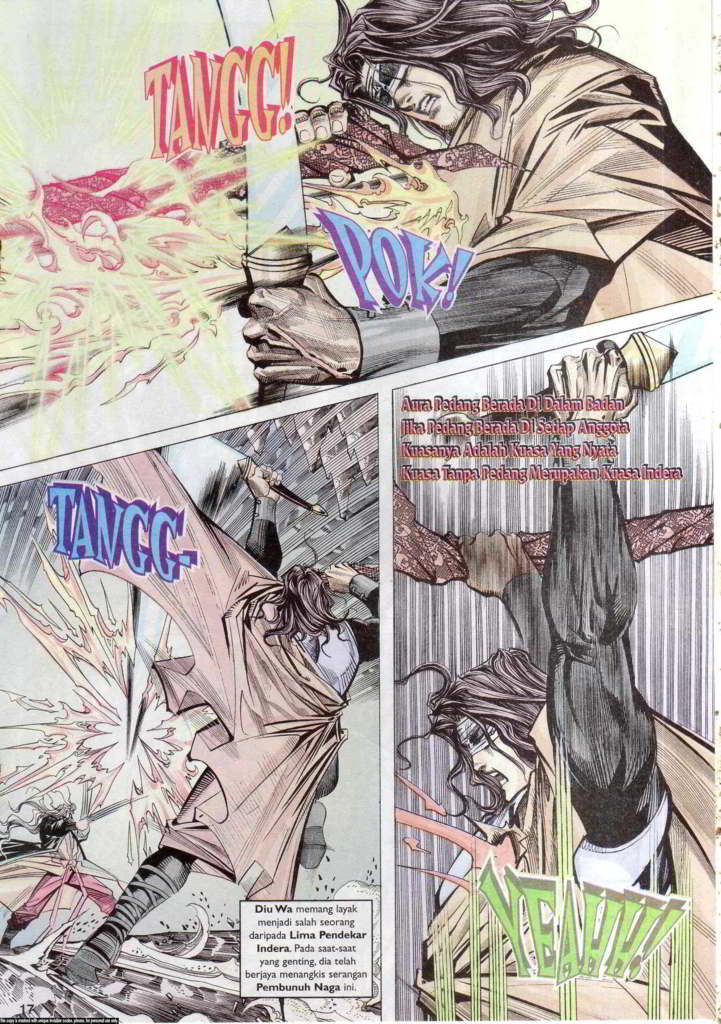 TANGG!
POK!
TANGG-
Aura Pedang Berada Di Dalam Badan
Jika Pedang Berada Di Setiap Anggota
Kuasanya Adalah Kuasa Yang Nyata
Kuasa Tanpa Pedang Merupakan Kuasa Indera
YEAHH!
Diu Wa memang layak
menjadi salah seorang
daripada Lima Pendekar
Indera. Pada saat-saat
yang genting, dia telah
berjaya menangkis serangan
Pembunuh Naga ini.